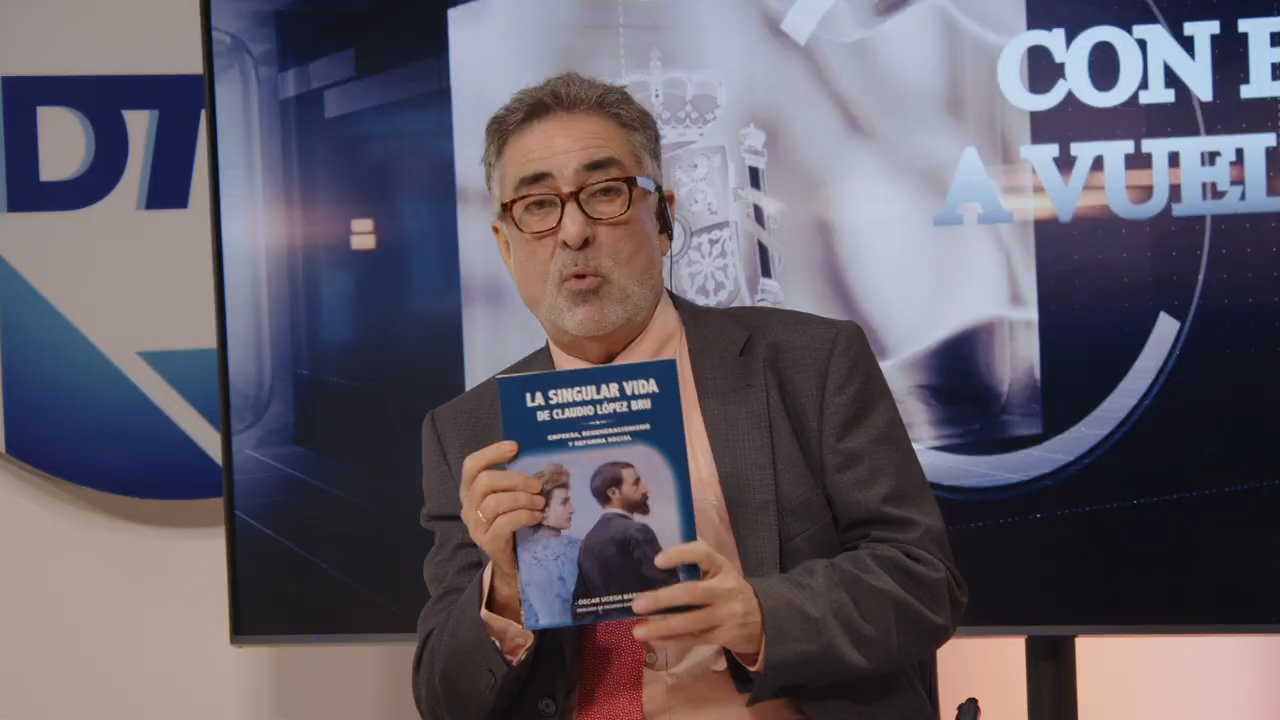 DT
CON E
A VUEL
LA SINGULAR VIDA
DE CLAUDIO LÓPEZ BRU
EMPRESA, REGENERACIONISMO
Y REFORMA SOCIAL
ÓSCAR UCEDA